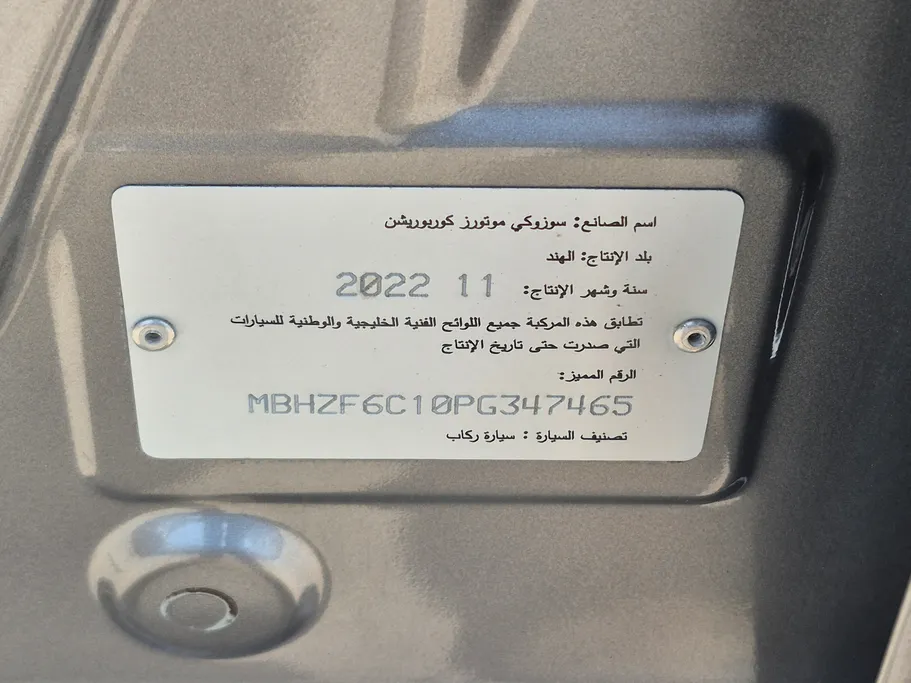 اسم الصانع: سوزوكي موتورز كوربوريشن
بلد الإنتاج: الهند
سنة وشهر الإنتاج: 11 2022
تطابق هذه المركبة جميع اللوائح الفنية الخليجية والوطنية للسيارات
التي صدرت حتى تاريخ الإنتاج
الرقم المميز:
MBHZF6C10PG347465
تصنيف السيارة : سيارة ركاب